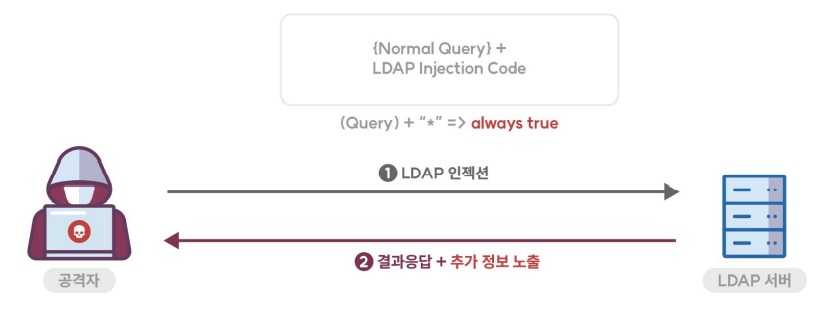 {Normal Query} +
LDAP Injection Code
(Query) + “*” => always true
❶ LDAP 인젝션
❷ 결과응답 + 추가 정보 노출
공격자
LDAP 서버